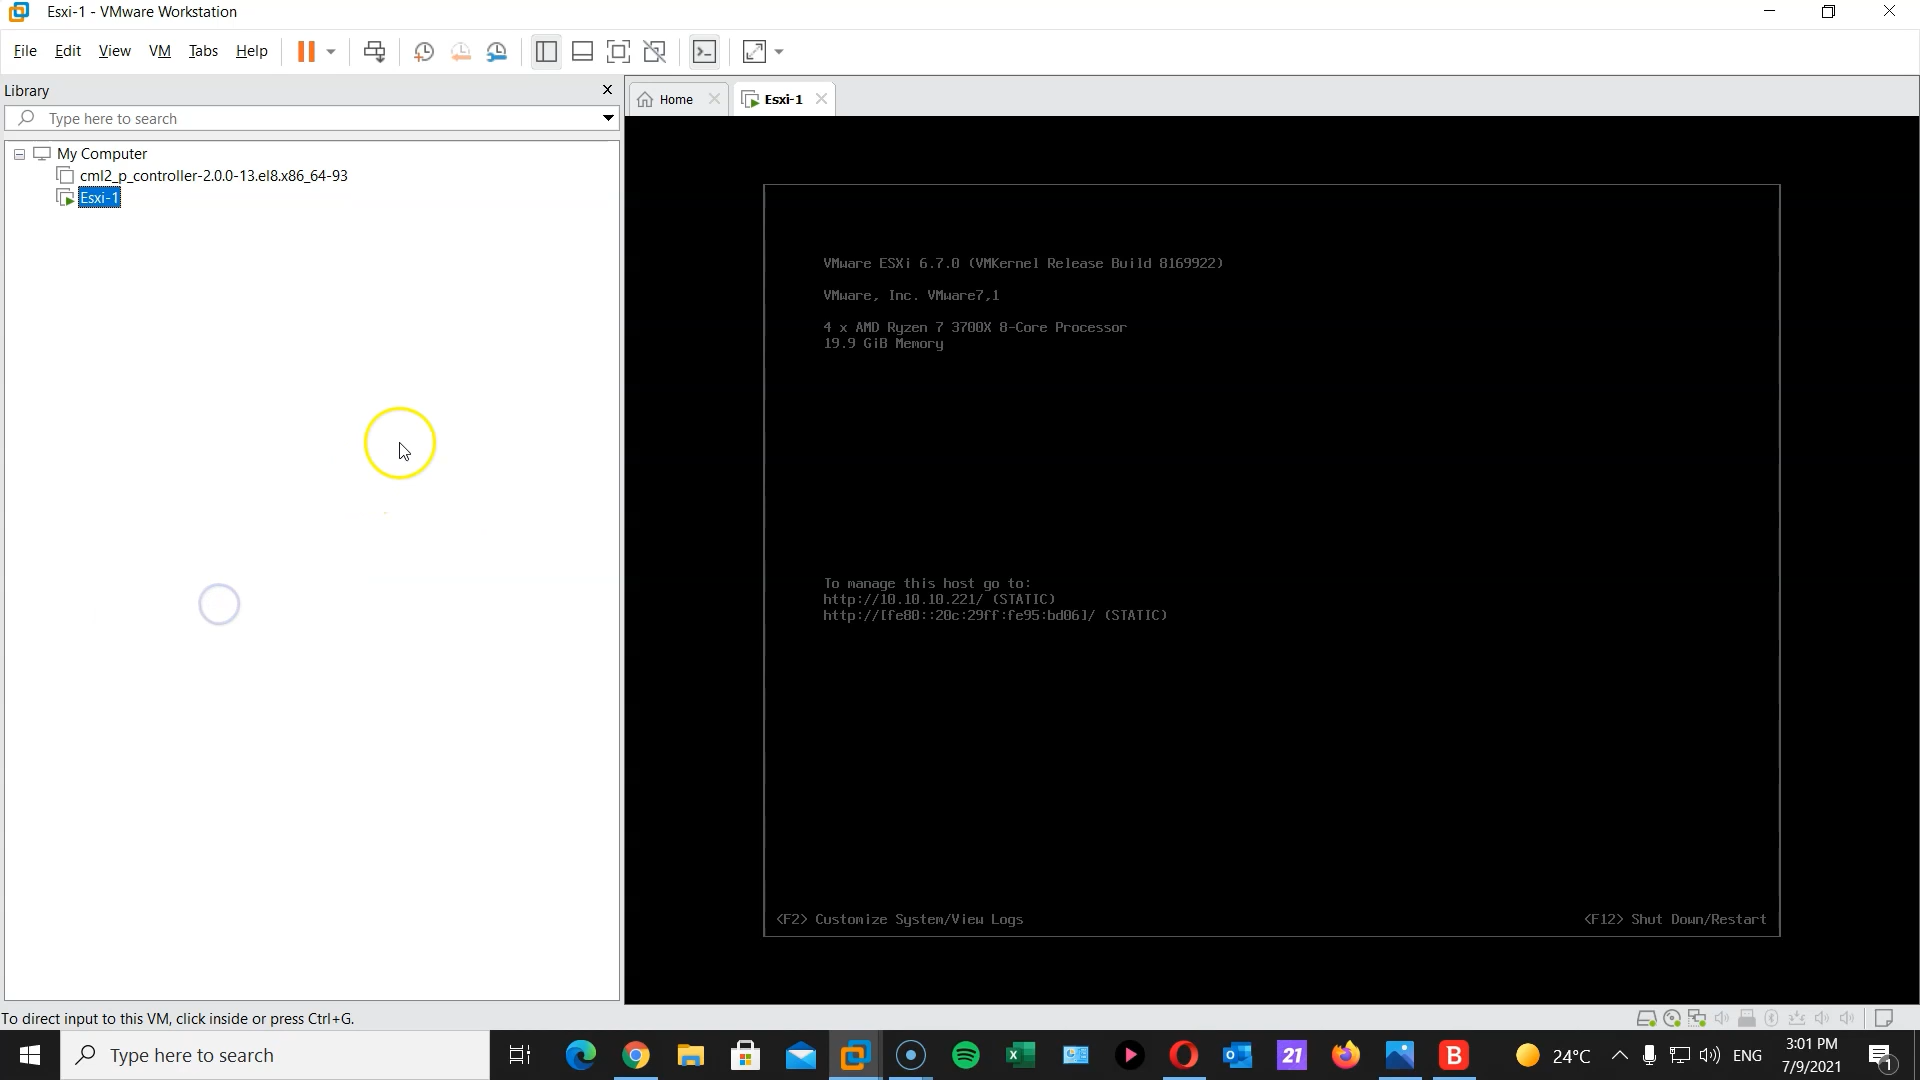 Esxi-1 - VMware Workstation
File Edit View VM Tabs Help
Library
Type here to search
Home Esxi-1
My Computer
cml2_p_controller-2.0.0-13.el8.x86_64-93
Esxi-1
VMware ESXi 6.7.0 (VMKernel Release Build 8169922)
VMware, Inc. VMware7,1
4 x AMD Ryzen 7 3700X 8-Core Processor
19.9 GiB Memory
To manage this host go to:
http://10.10.10.221/ (STATIC)
http://[fe80::20c:29ff:fe95:bd06]/ (STATIC)
<F2> Customize System/View Logs
<F12> Shut Down/Restart
To direct input to this VM, click inside or press Ctrl+G.
Type here to search
21
B
24°C
ENG
3:01 PM
7/9/2021
1